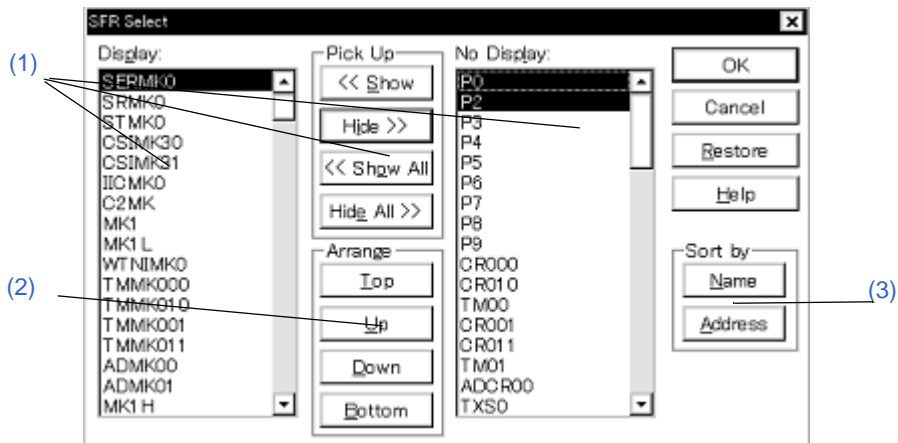 SFR Select
(1)
Display:
SERMK0
SRMK0
STMK0
CSIMK30
CSIMK31
IICMK0
C2MK
MK1
MK1L
WTNIMK0
TMMK000
TMMK010
TMMK001
TMMK011
ADMK00
ADMK01
MK1H
(2)
Pick Up
<< Show
Hide >>
<< Show All
Hide All >>
Arrange
Top
Up
Down
Bottom
No Display:
P0
P2
P3
P4
P5
P6
P7
P8
P9
CR000
CR010
TM00
CR001
CR011
TM01
ADCR00
TXS0
OK
Cancel
Restore
Help
Sort by
Name
Address
(3)